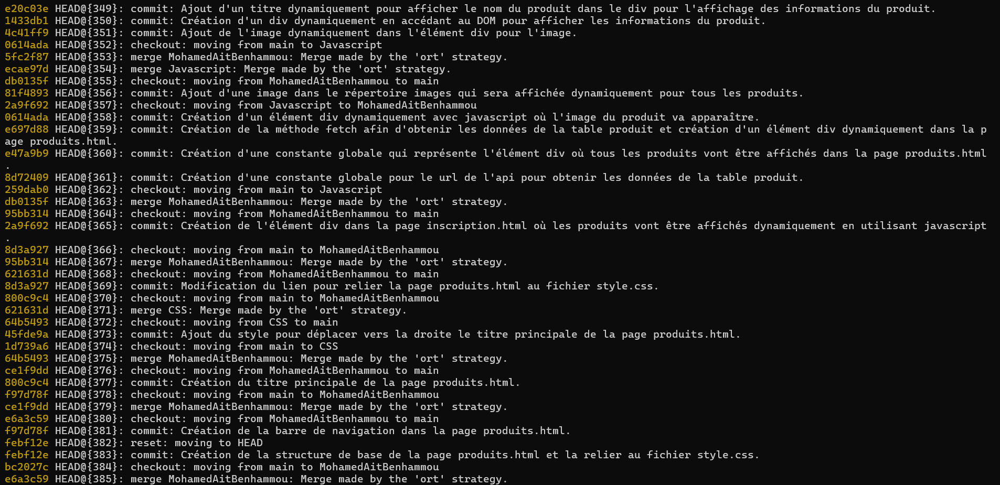 e20c03e HEAD@{349}: commit: Ajout d'un titre dynamiquement pour afficher le nom du produit dans le div pour l'affichage des informations du produit.
1433db1 HEAD@{350}: commit: Création d'un div dynamiquement en accédant au DOM pour afficher les informations du produit.
4c41ff9 HEAD@{351}: commit: Ajout de l'image dynamiquement dans l'élément div pour l'image.
0614ada HEAD@{352}: checkout: moving from main to Javascript
5fc2f87 HEAD@{353}: merge MohamedAitBenhammou: Merge made by the 'ort' strategy.
ecae97d HEAD@{354}: merge Javascript: Merge made by the 'ort' strategy.
db0135f HEAD@{355}: checkout: moving from MohamedAitBenhammou to main
81f4893 HEAD@{356}: commit: Ajout d'une image dans le répertoire images qui sera affichée dynamiquement pour tous les produits.
2a9f692 HEAD@{357}: checkout: moving from Javascript to MohamedAitBenhammou
0614ada HEAD@{358}: commit: Création d'un élément div dynamiquement avec javascript où l'image du produit va apparaître.
e697d88 HEAD@{359}: commit: Création de la méthode fetch afin d'obtenir les données de la table produit et création d'un élément div dynamiquement dans la p
age produits.html.
e47a9b9 HEAD@{360}: commit: Création d'une constante globale qui représente l'élément div où tous les produits vont être affichés dans la page produits.html
.
8d72409 HEAD@{361}: commit: Création d'une constante globale pour le url de l'api pour obtenir les données de la table produit.
259dab0 HEAD@{362}: checkout: moving from main to Javascript
db0135f HEAD@{363}: merge MohamedAitBenhammou: Merge made by the 'ort' strategy.
95bb314 HEAD@{364}: checkout: moving from MohamedAitBenhammou to main
2a9f692 HEAD@{365}: commit: Création de l'élément div dans la page inscription.html où les produits vont être affichés dynamiquement en utilisant javascript
.
8d3a927 HEAD@{366}: checkout: moving from main to MohamedAitBenhammou
95bb314 HEAD@{367}: merge MohamedAitBenhammou: Merge made by the 'ort' strategy.
621631d HEAD@{368}: checkout: moving from MohamedAitBenhammou to main
8d3a927 HEAD@{369}: commit: Modification du lien pour relier la page produits.html au fichier style.css.
800c9c4 HEAD@{370}: checkout: moving from main to MohamedAitBenhammou
621631d HEAD@{371}: merge CSS: Merge made by the 'ort' strategy.
64b5493 HEAD@{372}: checkout: moving from CSS to main
45fde9a HEAD@{373}: commit: Ajout du style pour déplacer vers la droite le titre principale de la page produits.html.
1d739a6 HEAD@{374}: checkout: moving from main to CSS
64b5493 HEAD@{375}: merge MohamedAitBenhammou: Merge made by the 'ort' strategy.
ce1f9dd HEAD@{376}: checkout: moving from MohamedAitBenhammou to main
800c9c4 HEAD@{377}: commit: Création du titre principale de la page produits.html.
f97d78f HEAD@{378}: checkout: moving from main to MohamedAitBenhammou
ce1f9dd HEAD@{379}: merge MohamedAitBenhammou: Merge made by the 'ort' strategy.
e6a3c59 HEAD@{380}: checkout: moving from MohamedAitBenhammou to main
f97d78f HEAD@{381}: commit: Création de la barre de navigation dans la page produits.html.
febf12e HEAD@{382}: reset: moving to HEAD
febf12e HEAD@{383}: commit: Création de la structure de base de la page produits.html et la relier au fichier style.css.
bc2027c HEAD@{384}: checkout: moving from main to MohamedAitBenhammou
e6a3c59 HEAD@{385}: merge MohamedAitBenhammou: Merge made by the 'ort' strategy.